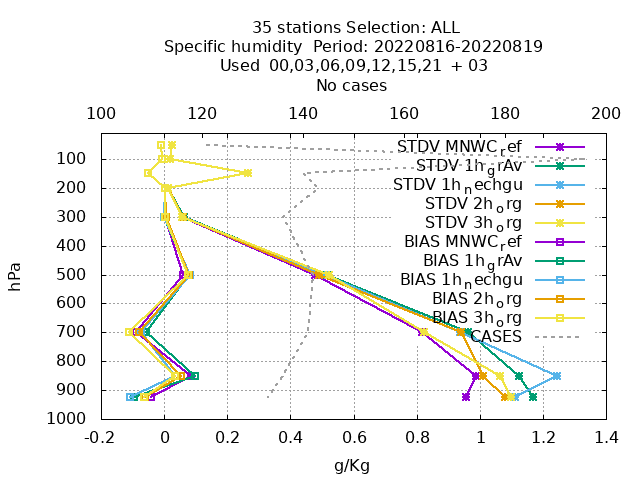 35 stations Selection: ALL
Specific humidity  Period: 20220816-20220819
Used  00,03,06,09,12,15,21  + 03
No cases
100 120 140 160 180 200
hPa
100
200
300
400
500
600
700
800
900
1000
STDV MNWC_ref
STDV 1h_grAv
STDV 1h_nechgu
STDV 2h_org
STDV 3h_org
BIAS MNWC_ref
BIAS 1h_grAv
BIAS 1h_nechgu
BIAS 2h_org
BIAS 3h_org
CASES
-0.2 0 0.2 0.4 0.6 0.8 1 1.2 1.4
g/Kg